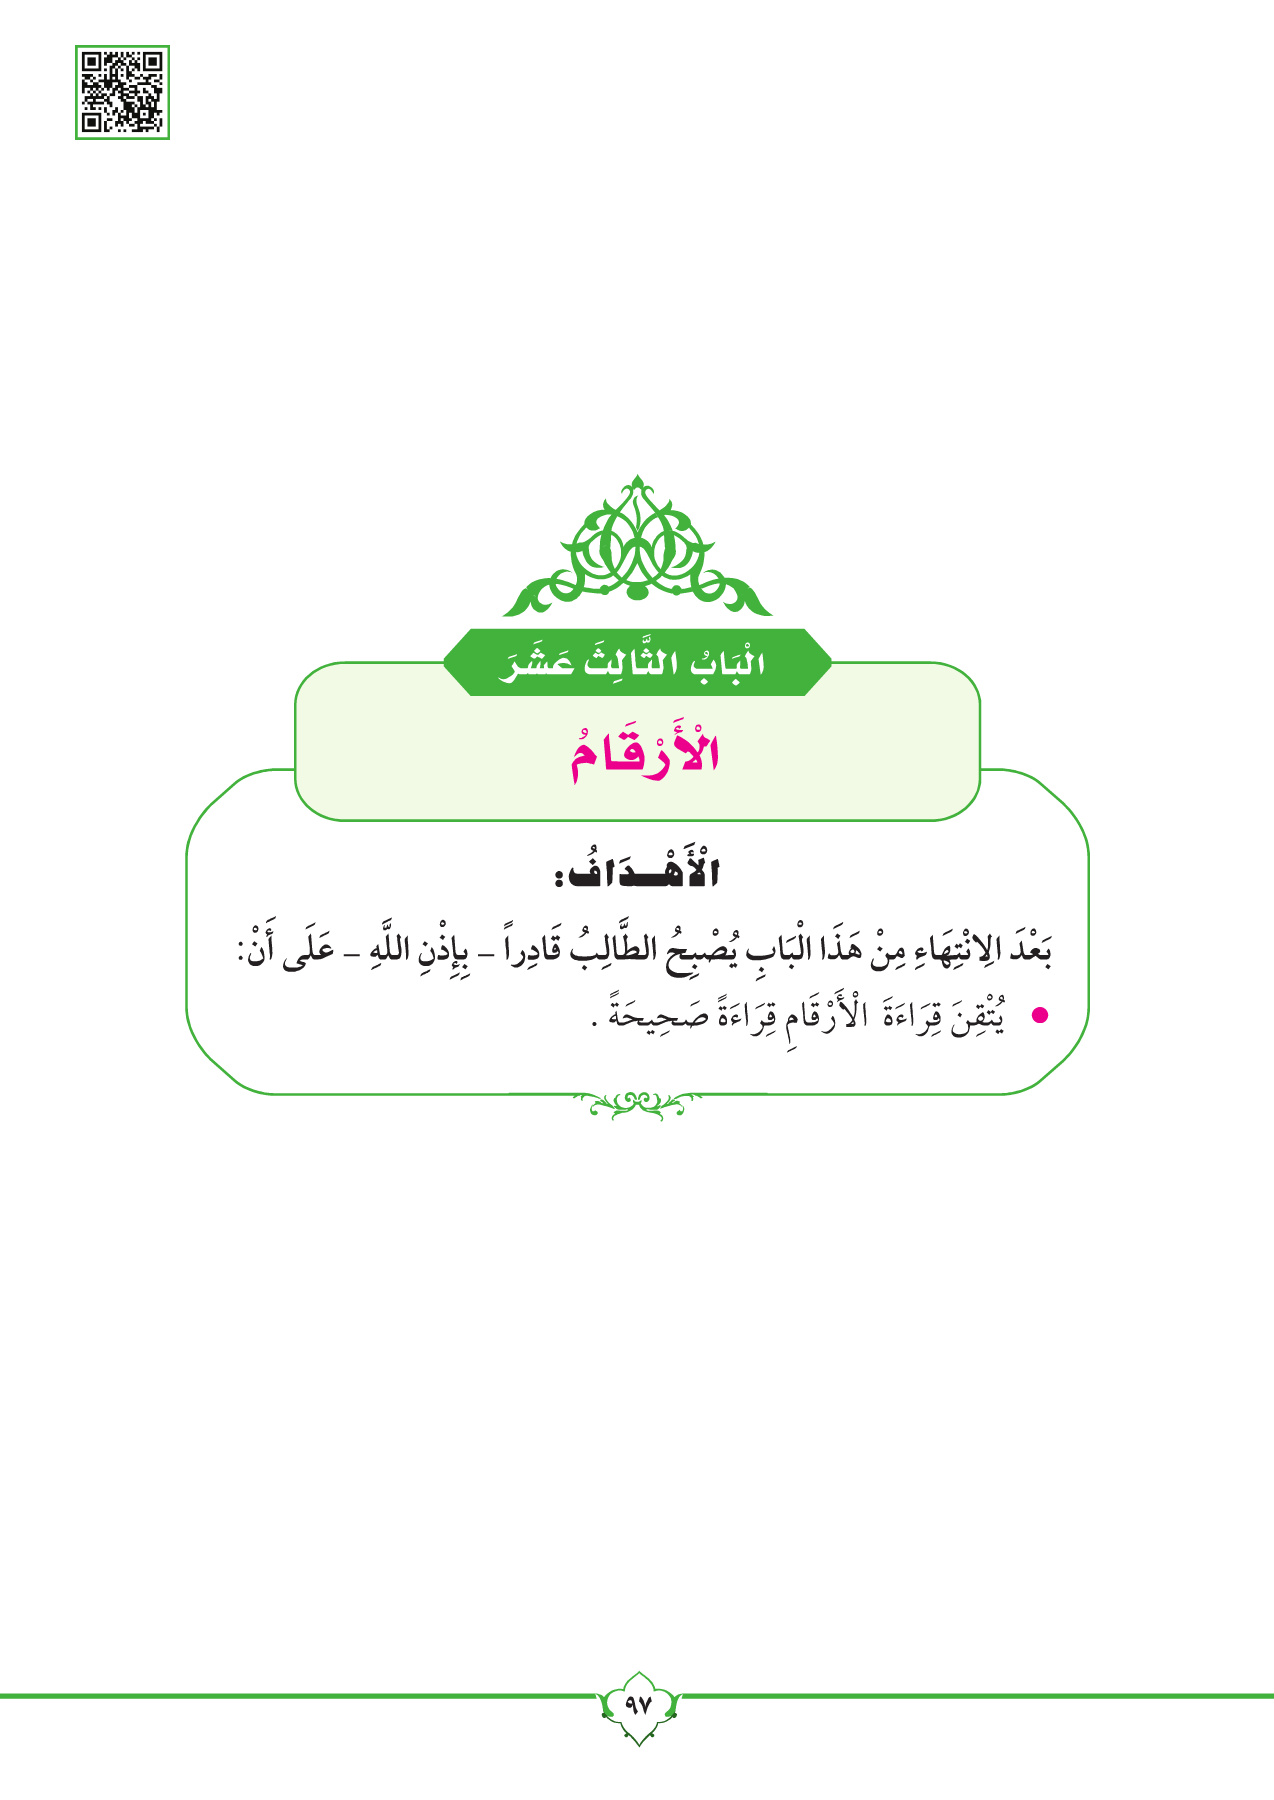 الْبَابُ الثَّالِثَ عَشَرَ
الْأَرْقَامُ
الْأَهْـــدَافُ:
بَعْدَ الِانْتِهَاءِ مِنْ هَذَا الْبَابِ يُصْبِحُ الطَّالِبُ قَادِراً – بِإِذْنِ اللَّهِ – عَلَى أَنْ:
● يُتْقِنَ قِرَاءَةَ الْأَرْقَامِ قِرَاءَةً صَحِيحَةً .
٩٧